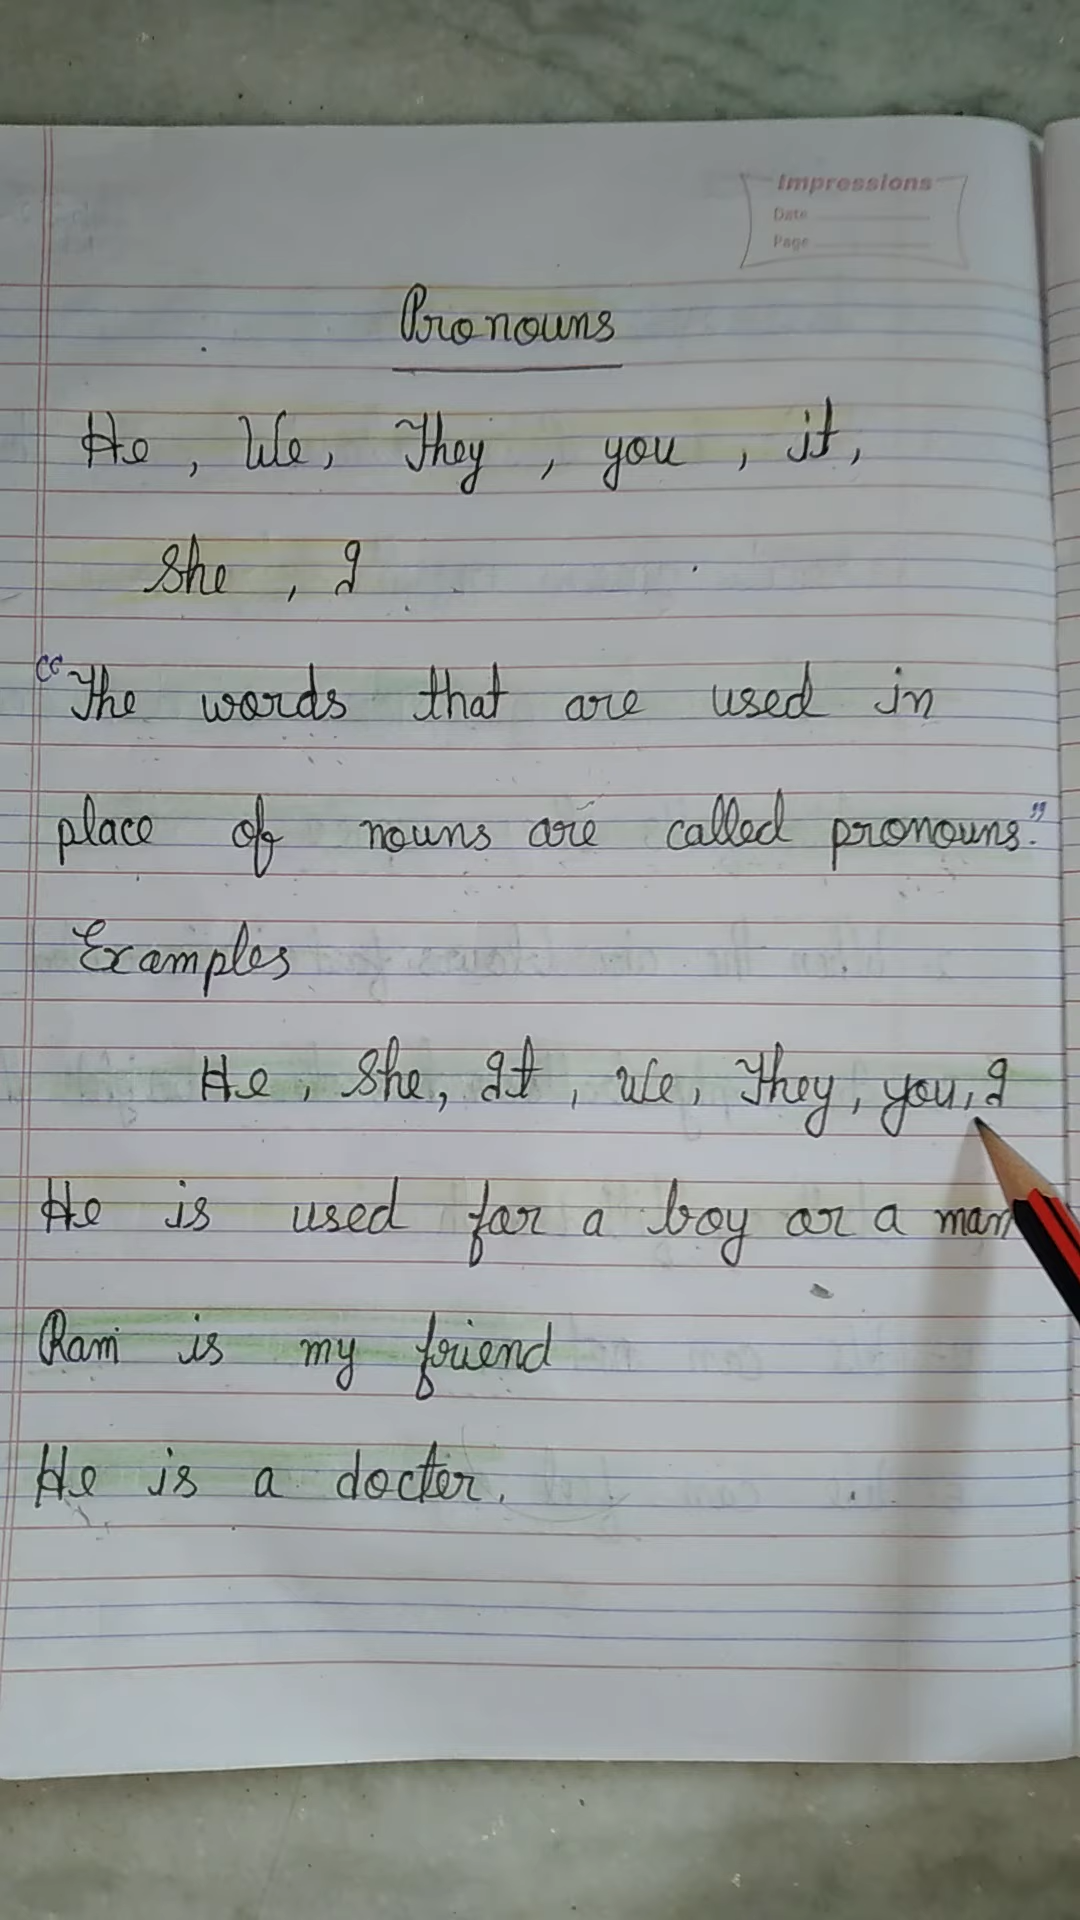 Impressions
Date
Page
Pronouns
He, We, They, you, it,
She, I
"The words that are used in
place of nouns are called pronouns."
Examples
He, She, It, We, They, you, I
He is used for a boy or a man
Ram is my friend
He is a docter.